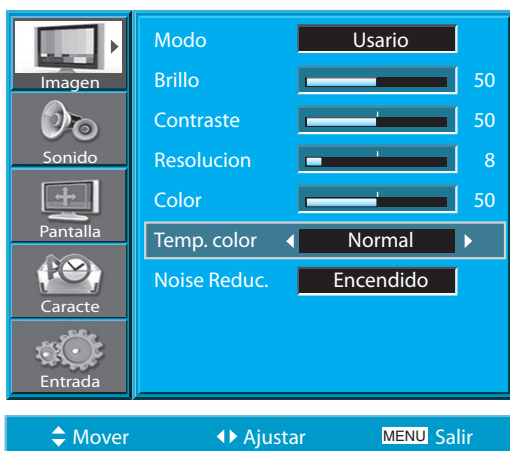 Imagen
Sonido
Pantalla
Caracte
Entrada
Modo Usario
Brillo 50
Contraste 50
Resolucion 8
Color 50
Temp. color Normal
Noise Reduc. Encendido
Mover Ajustar MENU Salir